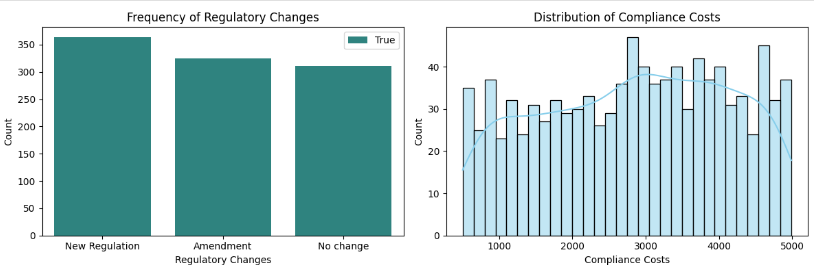 Frequency of Regulatory Changes
True
Count
350
300
250
200
150
100
50
0
New Regulation Amendment No change
Regulatory Changes
Distribution of Compliance Costs
Count
40
30
20
10
0
1000 2000 3000 4000 5000
Compliance Costs